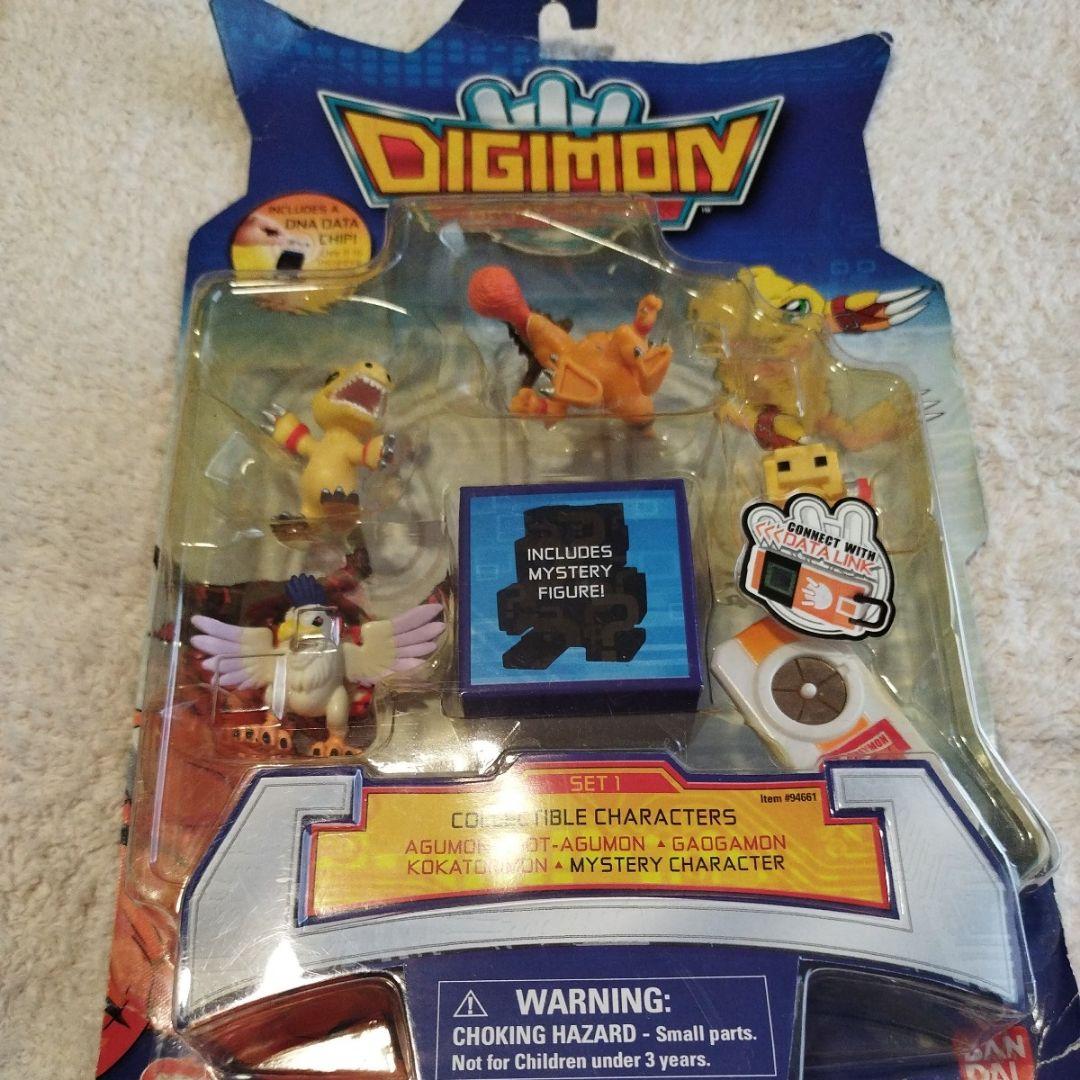 DIGIMON
TM
INCLUDES A
DNA DATA
CHIP!
INCLUDES
MYSTERY
FIGURE!
CONNECT WITH
DATA LINK
SET 1
Item #94661
COLLECTIBLE CHARACTERS
AGUMON ▲ BOT-AGUMON ▲ GAOGAMON
KOKATORIMON ▲ MYSTERY CHARACTER
WARNING:
CHOKING HAZARD - Small parts.
Not for Children under 3 years.
BAN
DAI